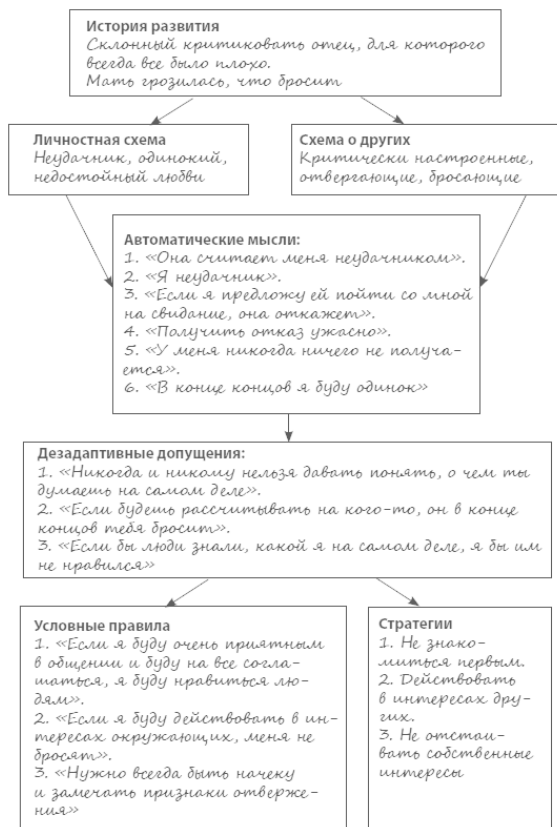 История развития
Склонный критиковать отец, для которого
всегда все было плохо.
Мать грозилась, что бросит
Личностная схема
Неудачник, одинокий,
недостойный любви
Схема о других
Критически настроенные,
отвергающие, бросающие
Автоматические мысли:
1. «Она считает меня неудачником».
2. «Я неудачник».
3. «Если я предложу ей пойти со мной
на свидание, она откажет».
4. «Получить отказ ужасно».
5. «У меня никогда ничего не получа-
ется».
6. «В конце концов я буду одинок»
Дезадаптивные допущения:
1. «Никогда и никому нельзя давать понять, о чем ты
думаешь на самом деле».
2. «Если будешь рассчитывать на кого-то, он в конце
концов тебя бросит».
3. «Если бы люди знали, какой я на самом деле, я бы им
не нравился»
Условные правила
1. «Если я буду очень приятным
в общении и буду на все согла-
шаться, я буду нравиться лю-
дям».
2. «Если я буду действовать в ин-
тересах окружающих, меня не
бросят».
3. «Нужно всегда быть начеку
и замечать признаки отверже-
ния»
Стратегии
1. Не знако-
миться первым.
2. Действовать
в интересах дру-
гих.
3. Не отстаи-
вать собственные
интересы